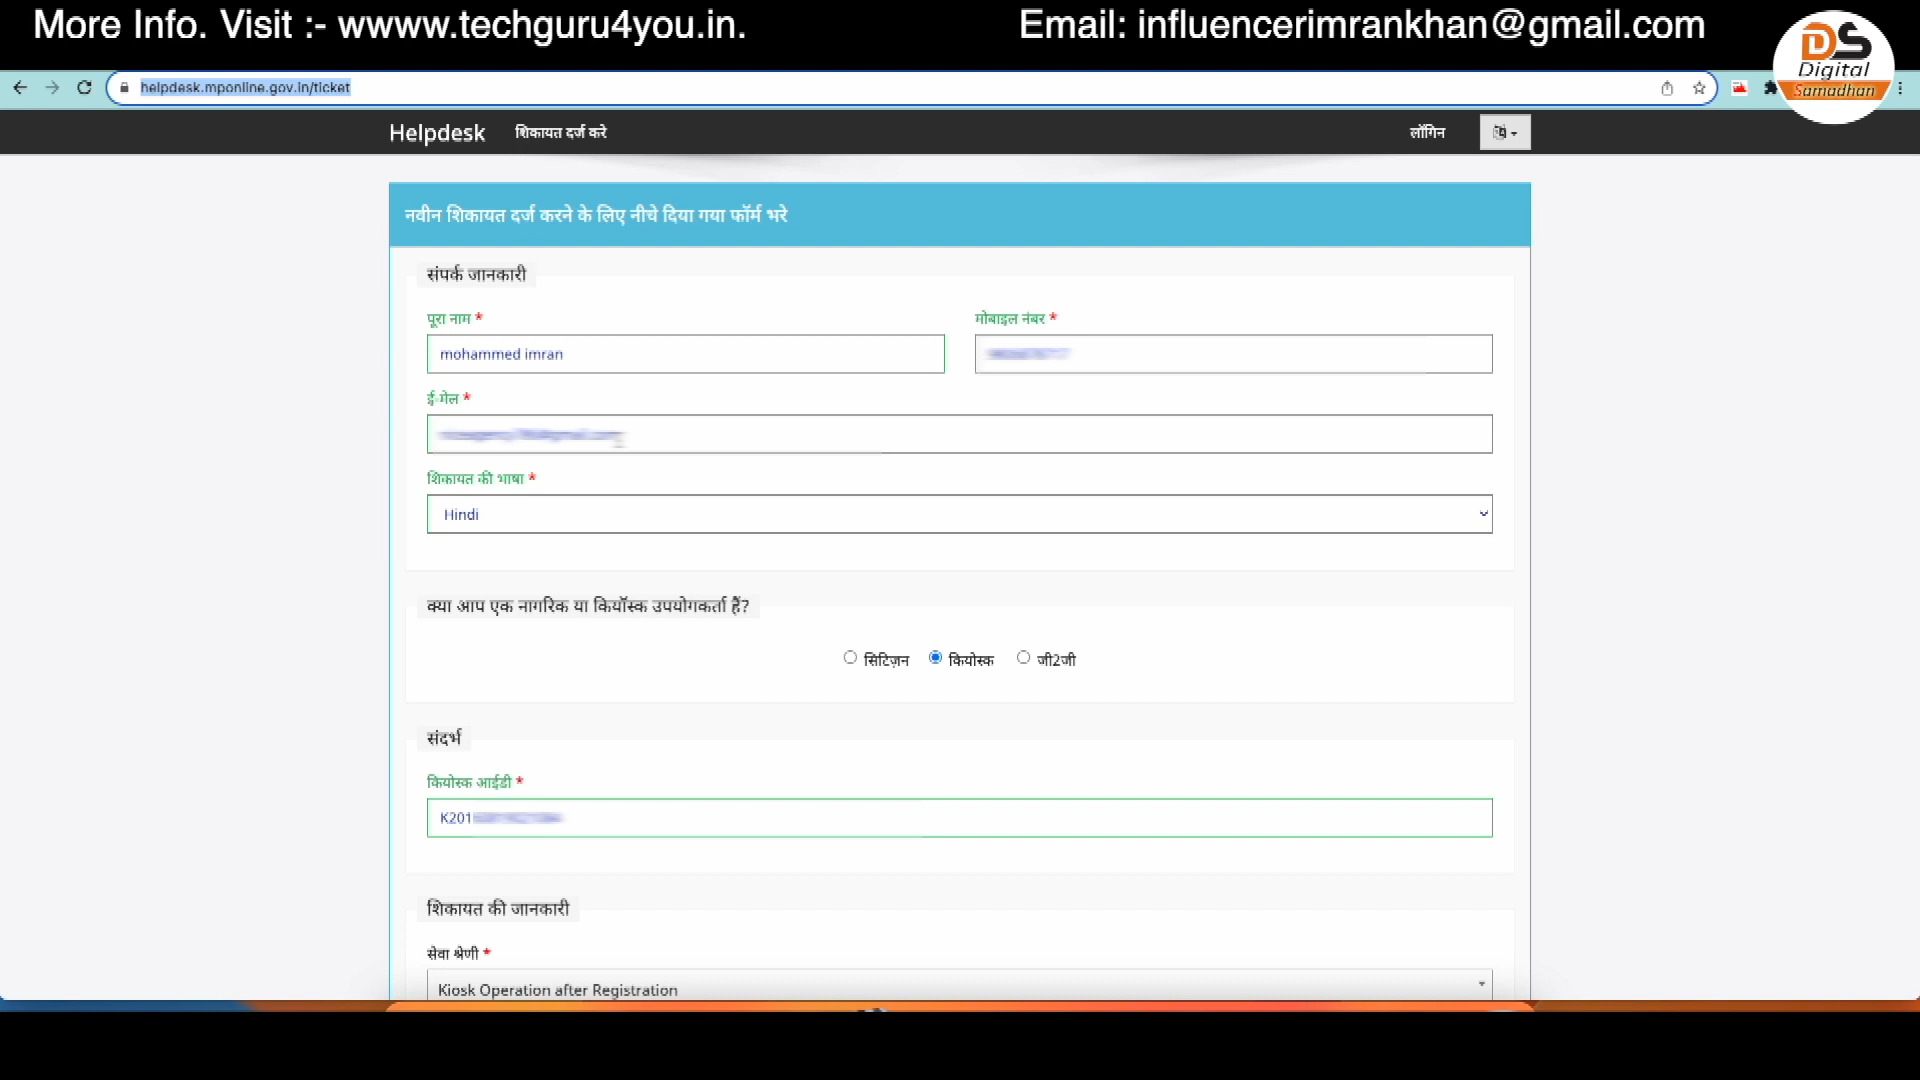 More Info. Visit :- wwww.techguru4you.in.
Email: influencerimrankhan@gmail.com
DS
Digital
Samadhan
helpdesk.mponline.gov.in/ticket
Helpdesk शिकायत दर्ज करे लॉगिन
नवीन शिकायत दर्ज करने के लिए नीचे दिया गया फॉर्म भरे
संपर्क जानकारी
पूरा नाम * मोबाइल नंबर *
mohammed imran
ई-मेल *
शिकायत की भाषा *
Hindi
क्या आप एक नागरिक या कियॉस्क उपयोगकर्ता हैं?
सिटिज़न कियोस्क जी2जी
संदर्भ
कियोस्क आईडी *
K201
शिकायत की जानकारी
सेवा श्रेणी *
Kiosk Operation after Registration